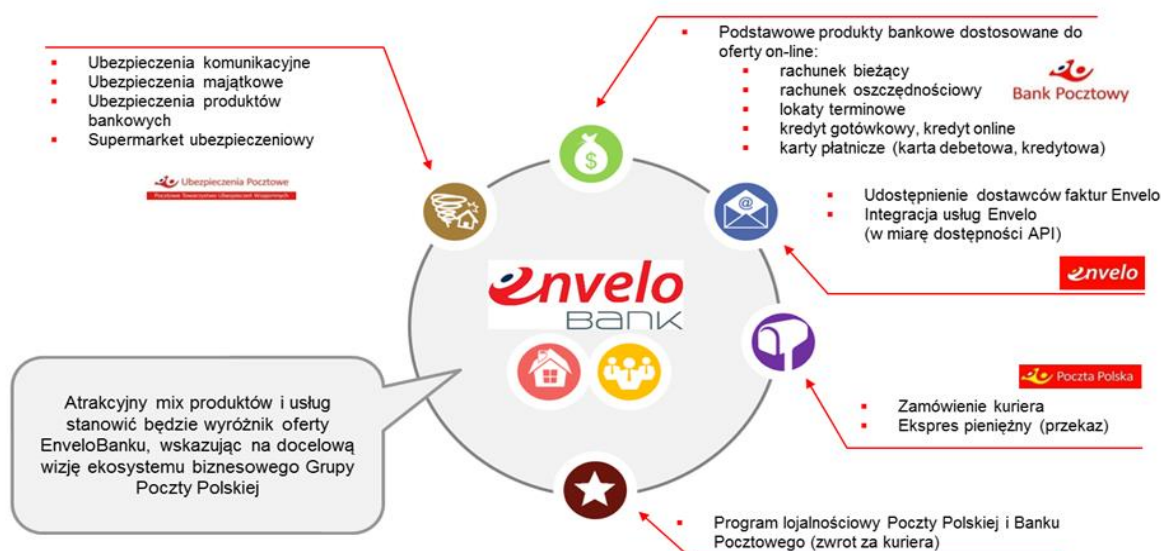 Ubezpieczenia komunikacyjne
Ubezpieczenia majątkowe
Ubezpieczenia produktów
bankowych
Supermarket ubezpieczeniowy
Ubezpieczenia Pocztowe
Pocztowe Towarzystwo Ubezpieczeń Wzajemnych
Podstawowe produkty bankowe dostosowane do
oferty on-line:
rachunek bieżący
rachunek oszczędnościowy
lokaty terminowe
kredyt gotówkowy, kredyt online
karty płatnicze (karta debetowa, kredytowa)
Bank Pocztowy
$
@
Udostępnienie dostawców faktur Envelo
Integracja usług Envelo
(w miarę dostępności API)
envelo
envelo
BANK
Poczta Polska
Zamówienie kuriera
Ekspres pieniężny (przekaz)
Atrakcyjny mix produktów i usług
stanowić będzie wyróżnik oferty
EnveloBanku, wskazując na docelową
wizję ekosystemu biznesowego Grupy
Poczty Polskiej
Program lojalnościowy Poczty Polskiej i Banku
Pocztowego (zwrot za kuriera)